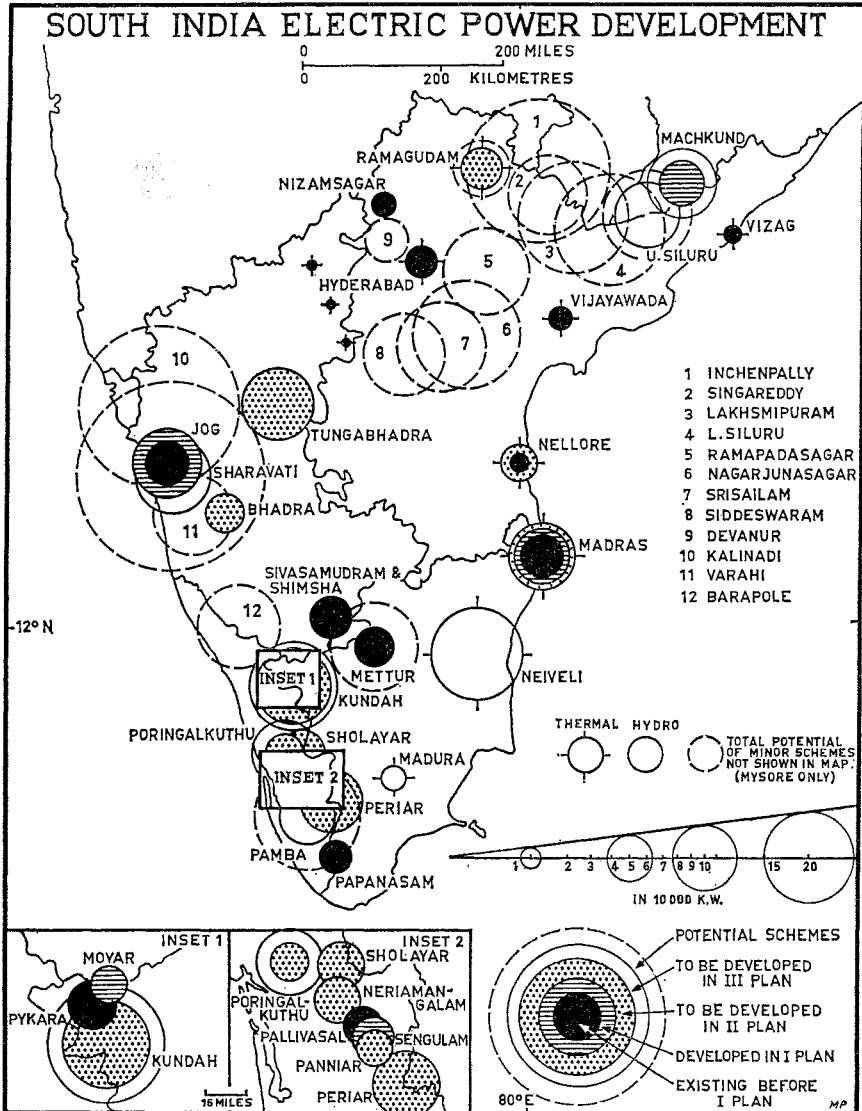 SOUTH INDIA ELECTRIC POWER DEVELOPMENT
0 200 MILES
0 200
KILOMETRES
1
MACHKUND
RAMAGUDAM
NIZAMSAGAR
2
9
VIZAG
3
4
U.SILURU
5
HYDERABAD
VIJAYAWADA
6
7
8
10
TUNGABHADRA
JOG
SHARAVATI
BHADRA
11
NELLORE
MADRAS
1 INCHENPALLY
2 SINGAREDDY
3 LAKHSMIPURAM
4 L.SILURU
5 RAMAPADASAGAR
6 NAGARJUNASAGAR
7 SRISAILAM
8 SIDDESWARAM
9 DEVANUR
10 KALINADI
11 VARAHI
12 BARAPOLE
SIVASAMUDRAM &
SHIMSHA
12
12°N
METTUR
NEIVELI
INSET 1
KUNDAH
PORINGALKUTHU
SHOLAYAR
MADURA
INSET 2
PERIAR
PAMBA
PAPANASAM
THERMAL HYDRO
TOTAL POTENTIAL
OF MINOR SCHEMES
NOT SHOWN IN MAP.
(MYSORE ONLY)
1 2 3 4 5 6 7 8 9 10 15 20
IN 10 000 K.W.
INSET 1
MOYAR
PYKARA
KUNDAH
16 MILES
INSET 2
SHOLAYAR
PORINGAL-
KUTHU
NERIAMAN-
GALAM
PALLIVASAL
SENGULAM
PANNIAR
PERIAR
POTENTIAL SCHEMES
TO BE DEVELOPED
IN III PLAN
TO BE DEVELOPED
IN II PLAN
DEVELOPED IN I PLAN
EXISTING BEFORE
I PLAN
80°E
MP